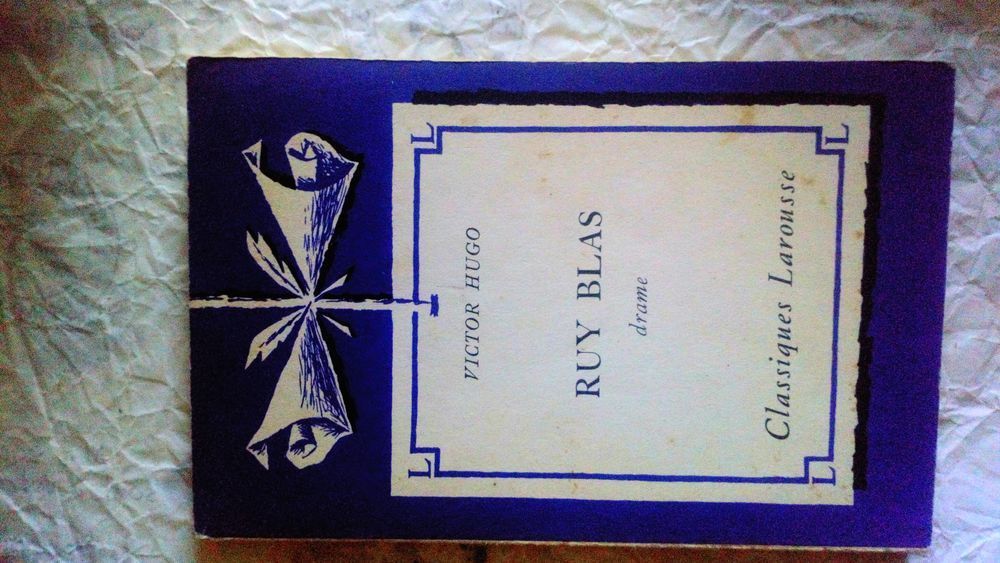 L L
VICTOR HUGO
RUY BLAS
drame
Classiques Larousse
L L